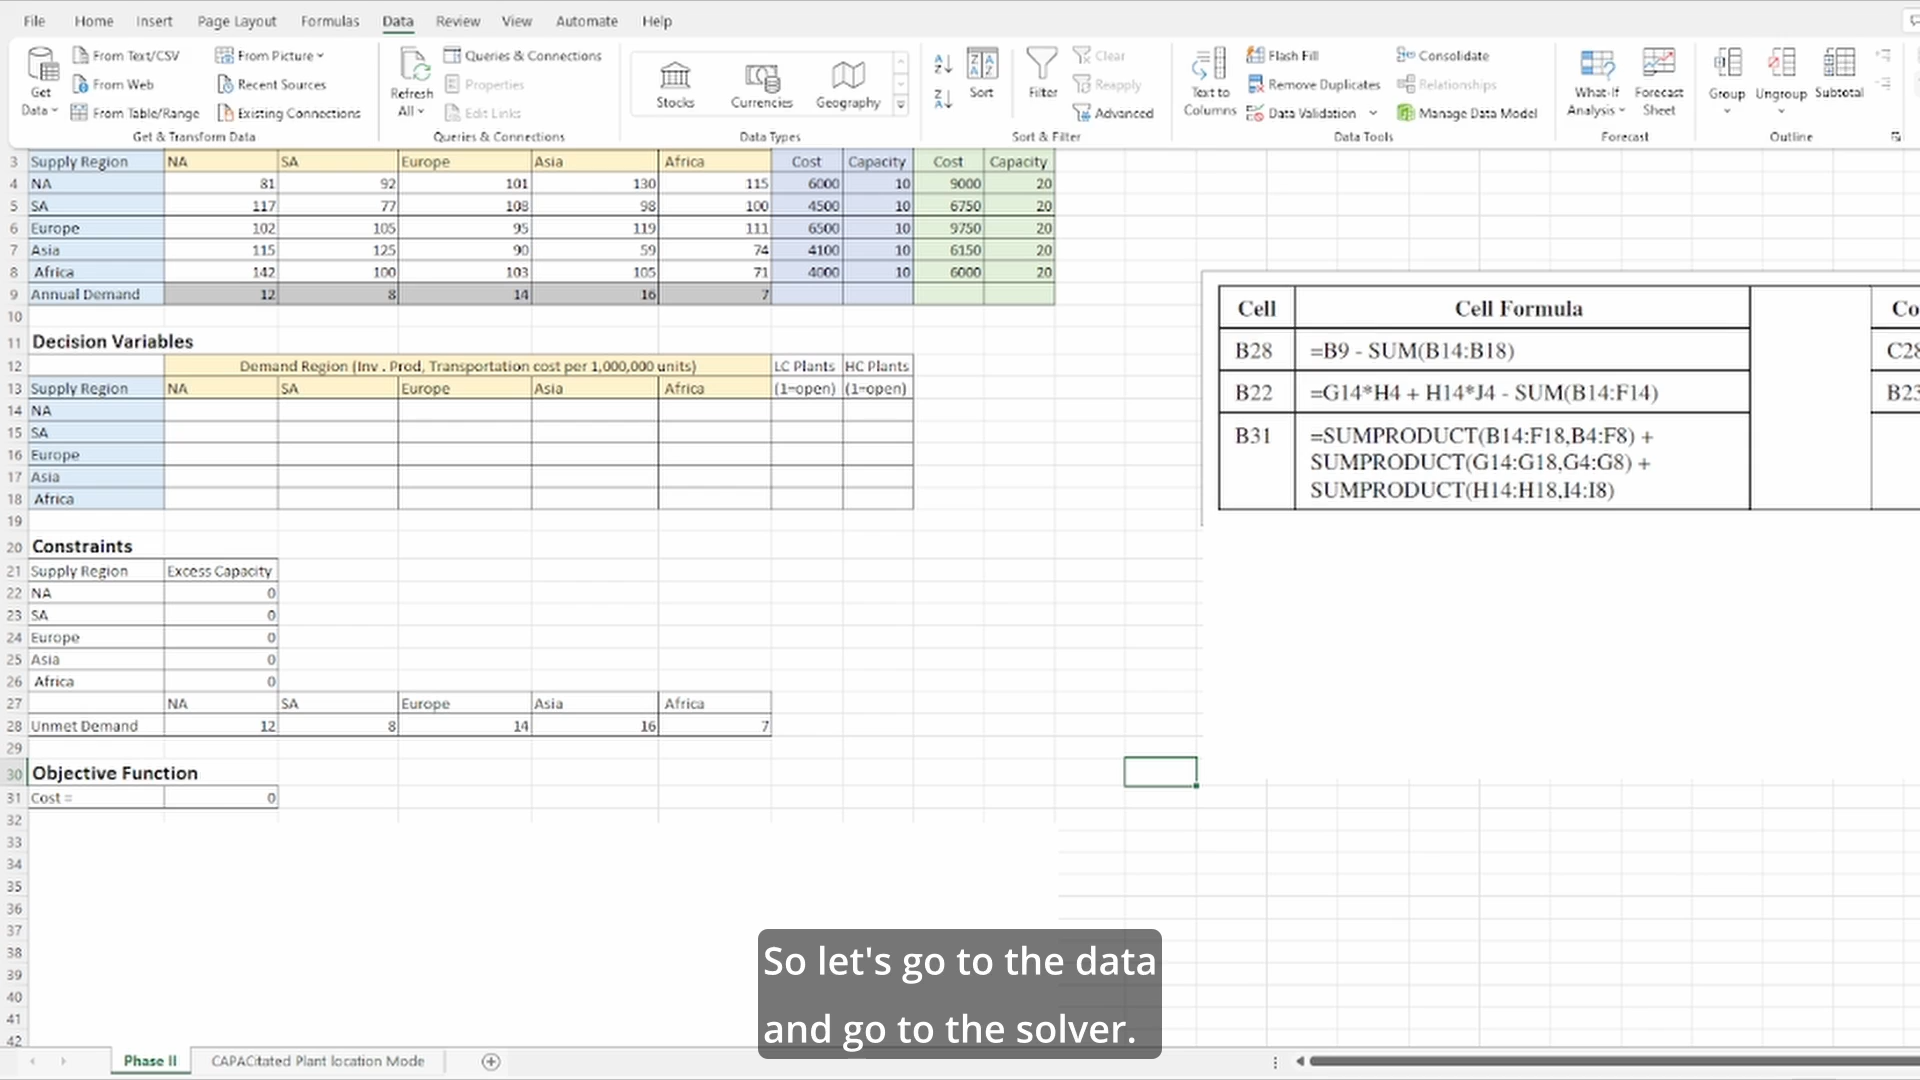 File Home Insert Page Layout Formulas Data Review View Automate Help
From Text/CSV From Picture Queries & Connections Clear Flash Fill Consolidate
From Web Recent Sources Properties Reapply Remove Duplicates Relationships
From Table/Range Existing Connections Edit Links Advanced Data Validation Manage Data Model
Get Data Refresh All Stocks Currencies Geography Sort Filter Text to Columns What-If Analysis Forecast Sheet Group Ungroup Subtotal
Get & Transform Data Queries & Connections Data Types Sort & Filter Data Tools Forecast Outline
3 Supply Region NA SA Europe Asia Africa Cost Capacity Cost Capacity
4 NA 81 92 101 130 115 6000 10 9000 20
5 SA 117 77 108 98 100 4500 10 6750 20
6 Europe 102 105 95 119 111 6500 10 9750 20
7 Asia 115 125 90 59 74 4100 10 6150 20
8 Africa 142 100 103 105 71 4000 10 6000 20
9 Annual Demand 12 8 14 16 7
10
11 Decision Variables
12 Demand Region (Inv . Prod, Transportation cost per 1,000,000 units) LC Plants HC Plants
13 Supply Region NA SA Europe Asia Africa (1=open) (1=open)
14 NA
15 SA
16 Europe
17 Asia
18 Africa
19
20 Constraints
21 Supply Region Excess Capacity
22 NA 0
23 SA 0
24 Europe 0
25 Asia 0
26 Africa 0
27 NA SA Europe Asia Africa
28 Unmet Demand 12 8 14 16 7
29
30 Objective Function
31 Cost = 0
32
33
34
35
36
37
38
39
40
41
42
Cell Cell Formula Co
B28 =B9 - SUM(B14:B18) C28
B22 =G14*H4 + H14*J4 - SUM(B14:F14) B23
B31 =SUMPRODUCT(B14:F18,B4:F8) +
SUMPRODUCT(G14:G18,G4:G8) +
SUMPRODUCT(H14:H18,I4:I8)
So let's go to the data
and go to the solver.
Phase II CAPACitated Plant location Mode